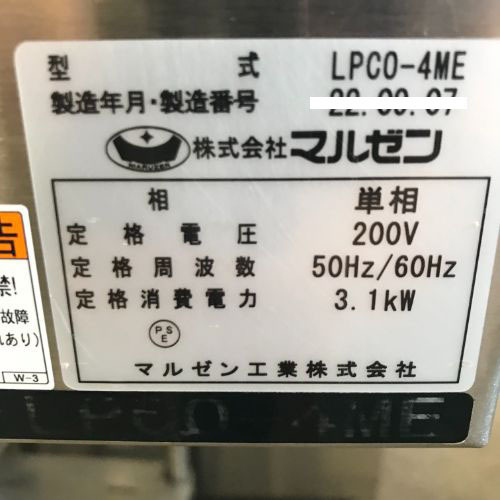 型 式 LPCO-4ME
製造年月・製造番号
MARUZEN 株式会社マルゼン
相 単相
定格電圧 200V
定格周波数 50Hz/60Hz
定格消費電力 3.1kW
PSE
マルゼン工業株式会社
告
禁!
故障
あり)
W-3
LPCO 4ME